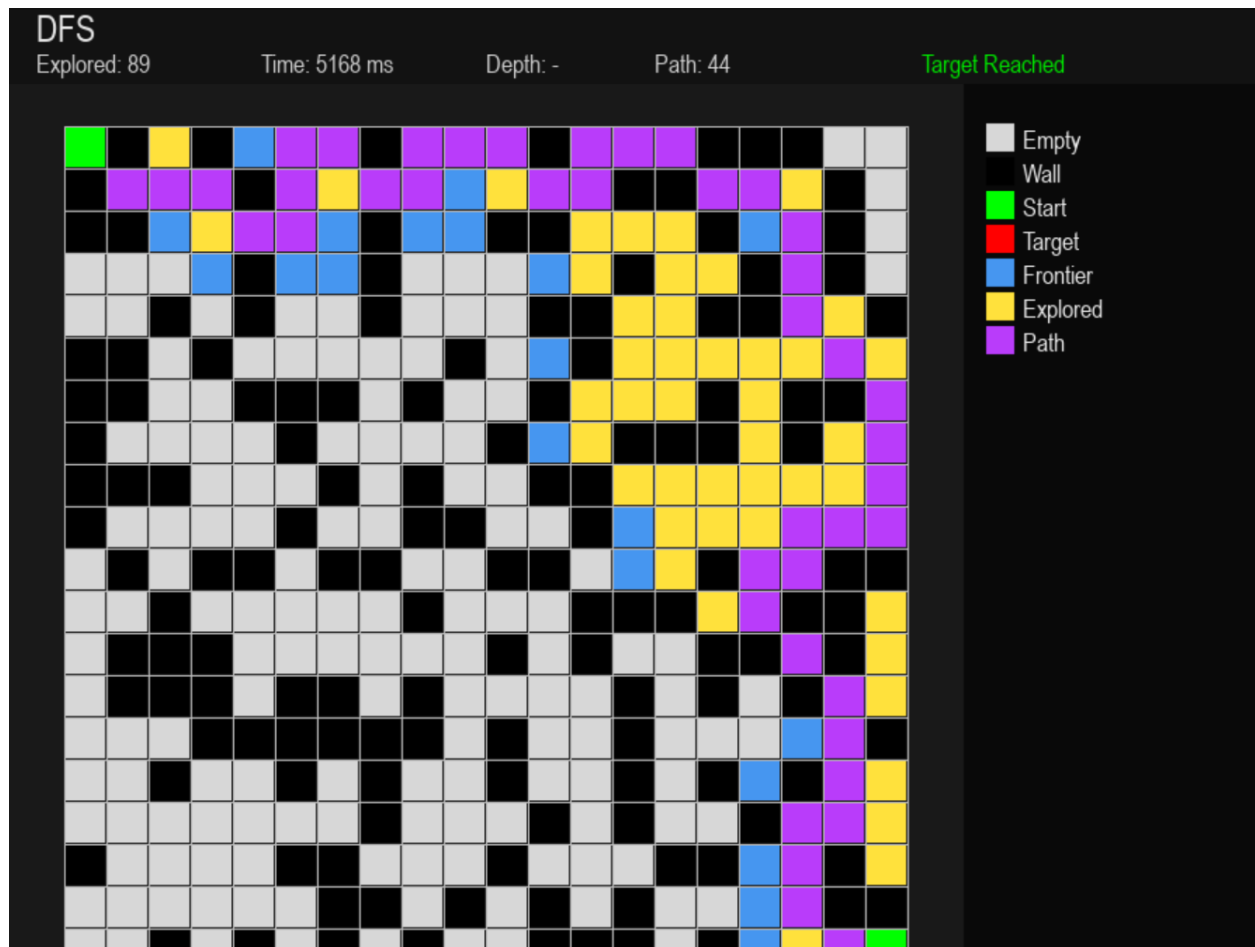 DFS
Explored: 89 Time: 5168 ms Depth: - Path: 44 Target Reached
Empty
Wall
Start
Target
Frontier
Explored
Path